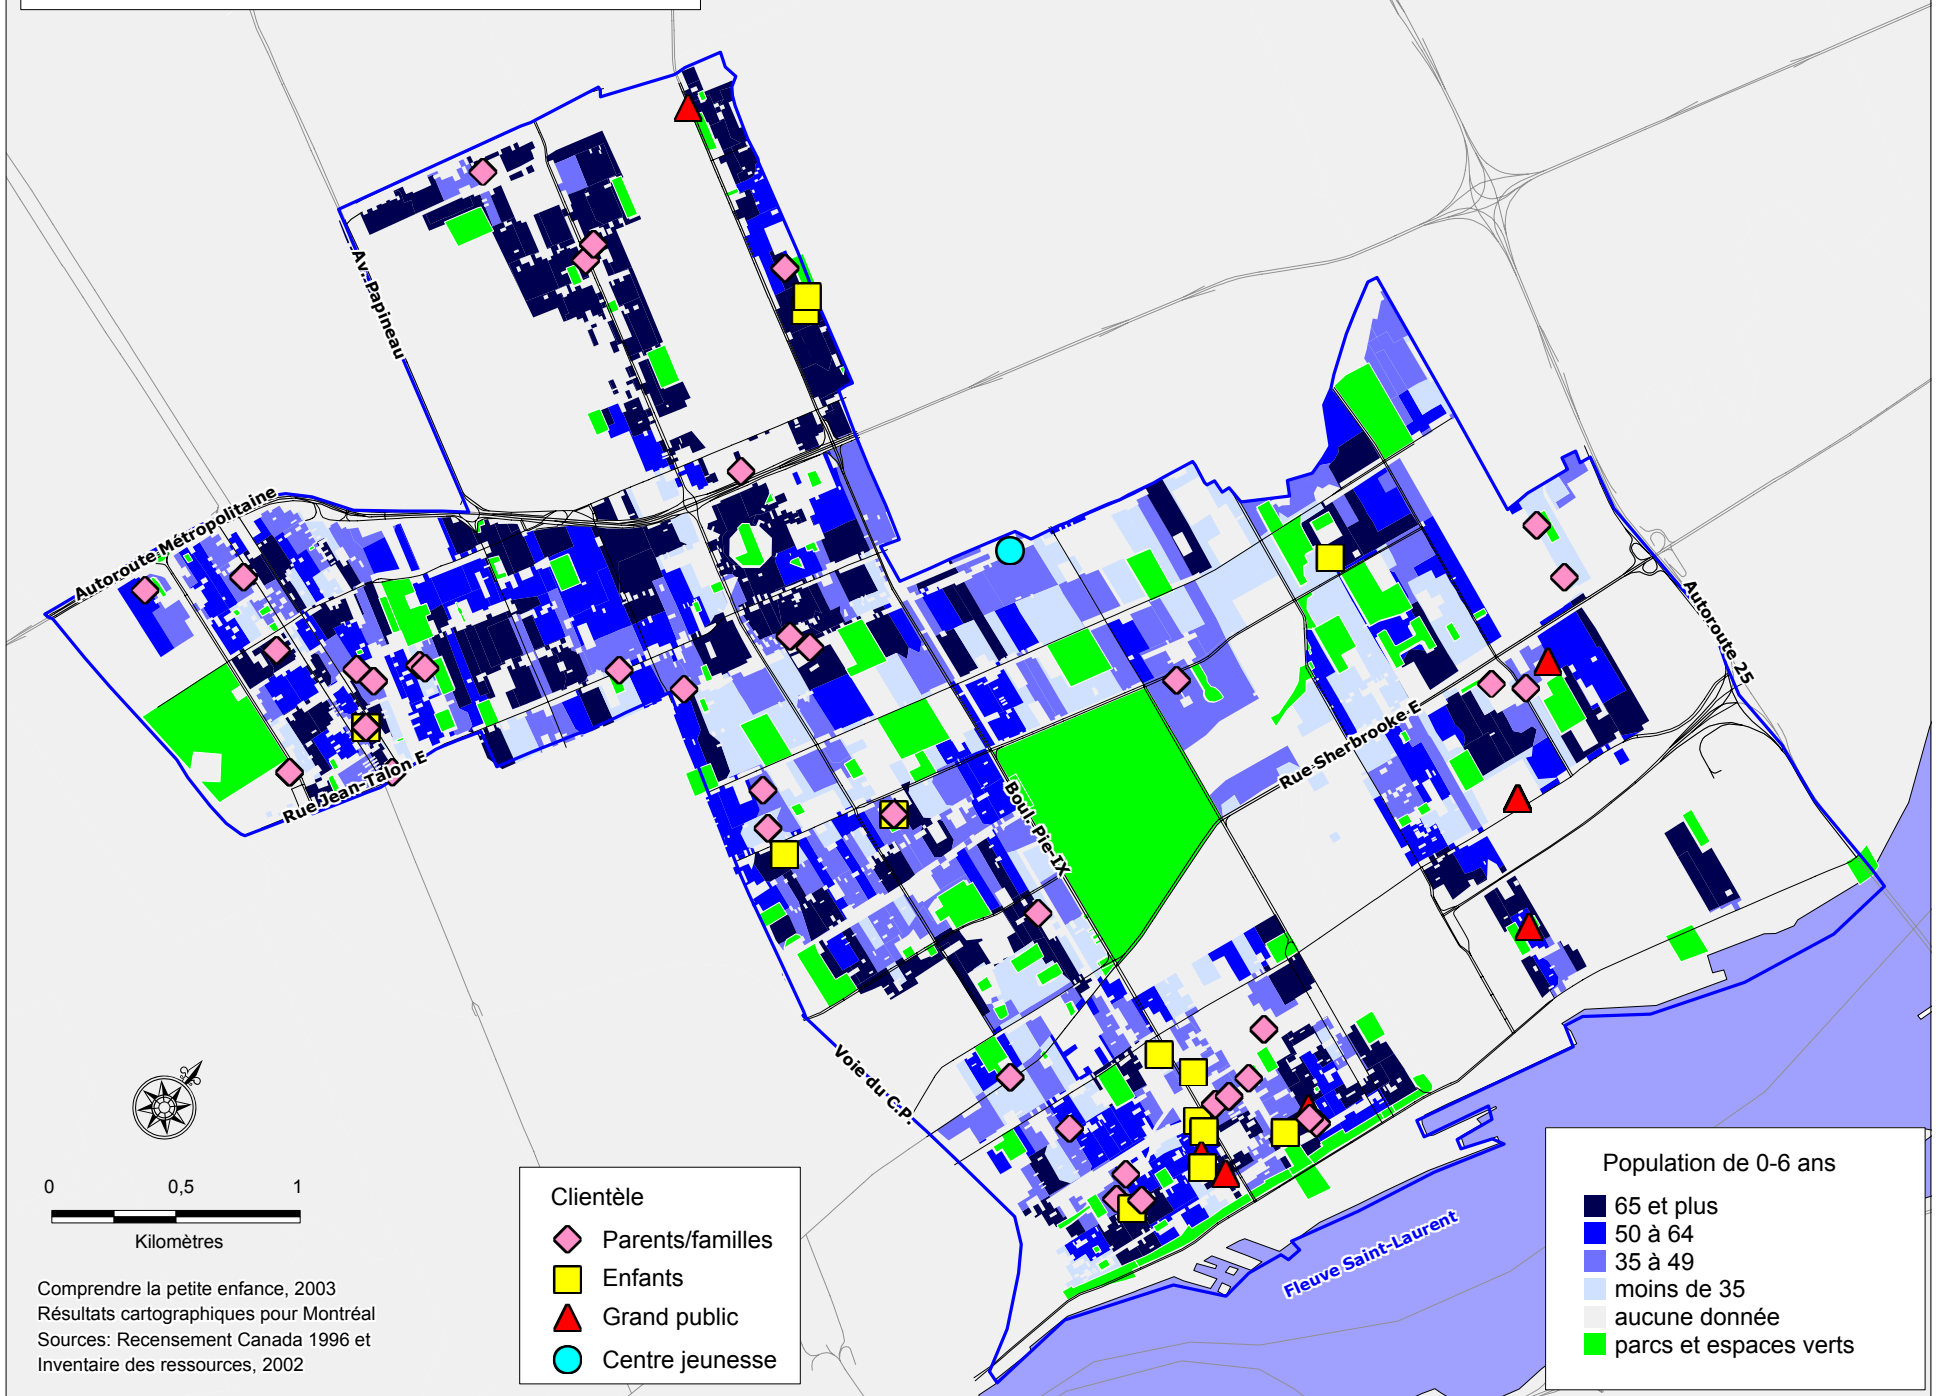 Av. Papineau
Autoroute Métropolitaine
Rue Jean-Talon E
Boul. Pie-IX
Rue Sherbrooke E
Autoroute 25
Voie du C.P.
Fleuve Saint-Laurent
0 0,5 1
Kilomètres
Comprendre la petite enfance, 2003
Résultats cartographiques pour Montréal
Sources: Recensement Canada 1996 et
Inventaire des ressources, 2002
Clientèle
Parents/familles
Enfants
Grand public
Centre jeunesse
Population de 0-6 ans
65 et plus
50 à 64
35 à 49
moins de 35
aucune donnée
parcs et espaces verts